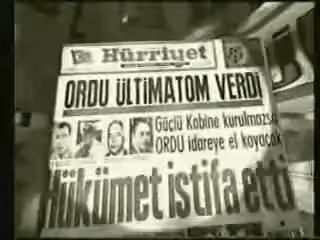 Hürriyet
ORDU ÜLTİMATOM VERDİ
Güçlü Kabine kurulmazsa
ORDU idareye el koyacak
Hükümet istifa etti